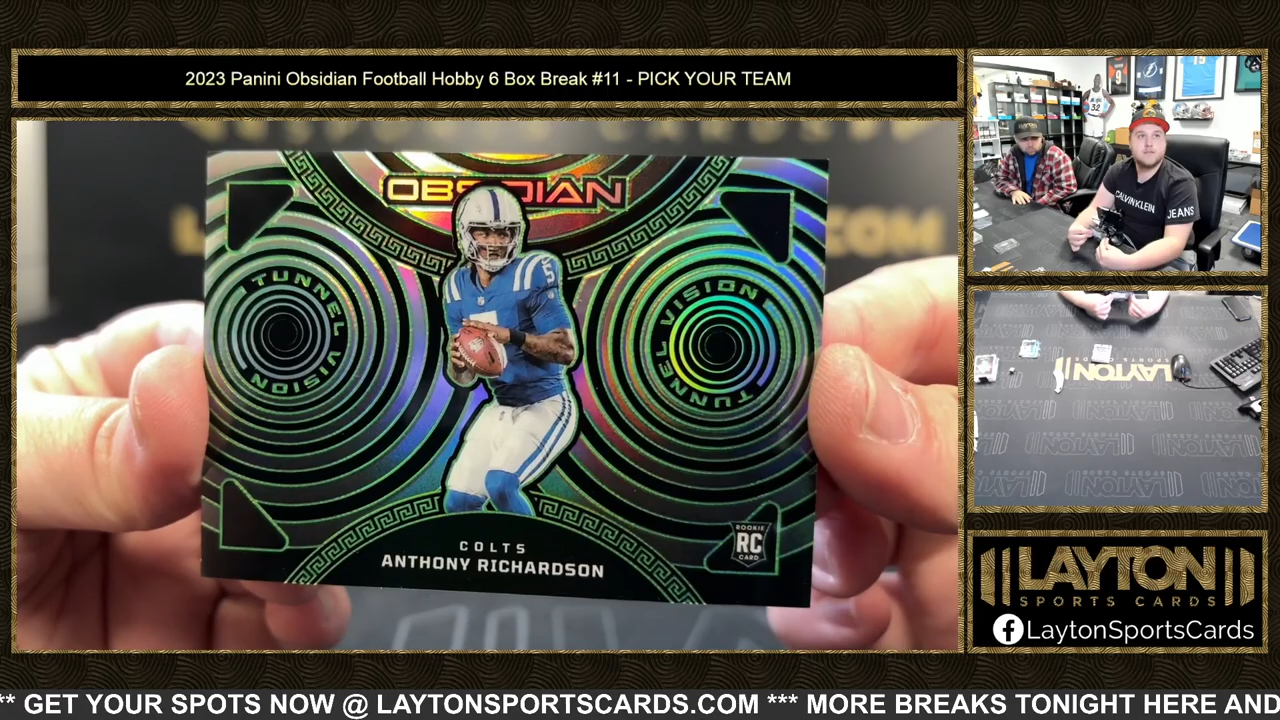 2023 Panini Obsidian Football Hobby 6 Box Break #11 - PICK YOUR TEAM
OBSIDIAN
TUNNEL VISION
TUNNEL VISION
5
COLTS
ANTHONY RICHARDSON
ROOKIE
RC
CARD
CALVIN KLEIN
JEANS
LAYTON
LAYTON
SPORTS CARDS
LaytonSportsCards
** GET YOUR SPOTS NOW @ LAYTONSPORTSCARDS.COM *** MORE BREAKS TONIGHT HERE AND